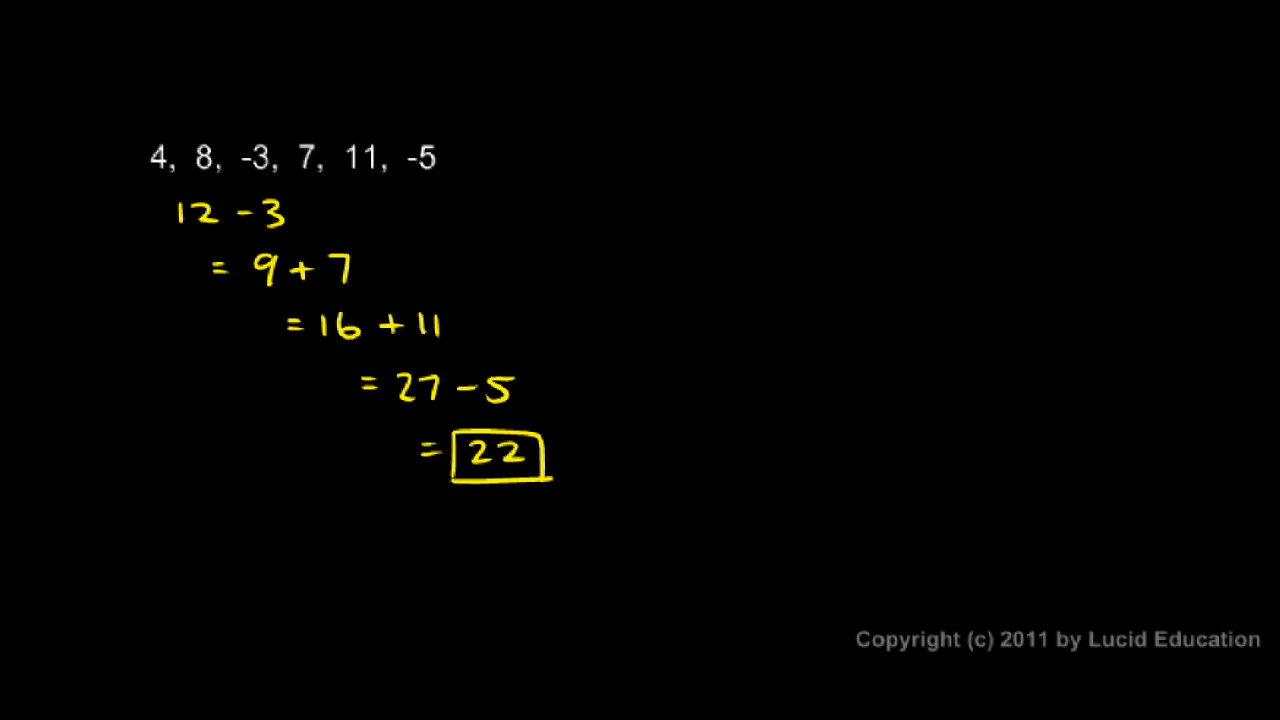 4, 8, -3, 7, 11, -5
12 - 3
= 9 + 7
= 16 + 11
= 27 - 5
= 22
Copyright (c) 2011 by Lucid Education